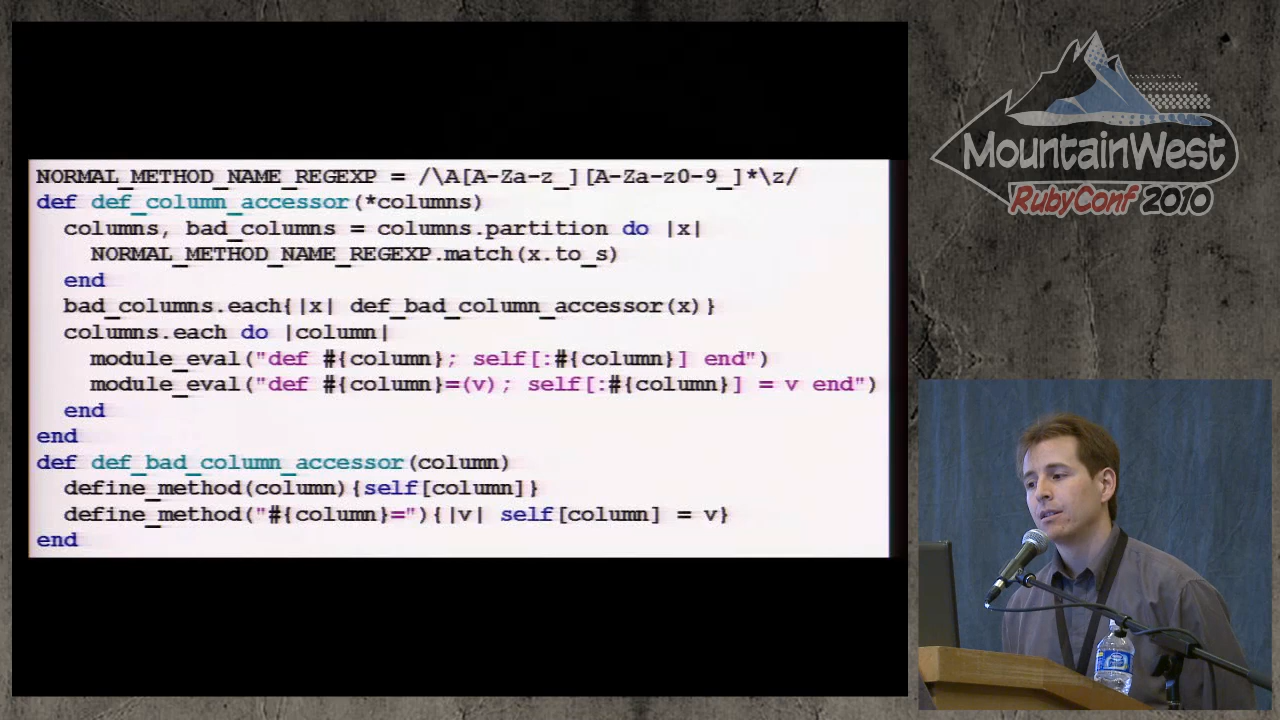 NORMAL_METHOD_NAME_REGEXP = /\A[A-Za-z_][A-Za-z0-9_]*\z/
def def_column_accessor(*columns)
  columns, bad_columns = columns.partition do |x|
    NORMAL_METHOD_NAME_REGEXP.match(x.to_s)
  end
  bad_columns.each{|x| def_bad_column_accessor(x)}
  columns.each do |column|
    module_eval("def #{column}; self[:#{column}] end")
    module_eval("def #{column}=(v); self[:#{column}] = v end")
  end
end
def def_bad_column_accessor(column)
  define_method(column){self[column]}
  define_method("#{column}="){|v| self[column] = v}
end
MountainWest
RubyConf 2010